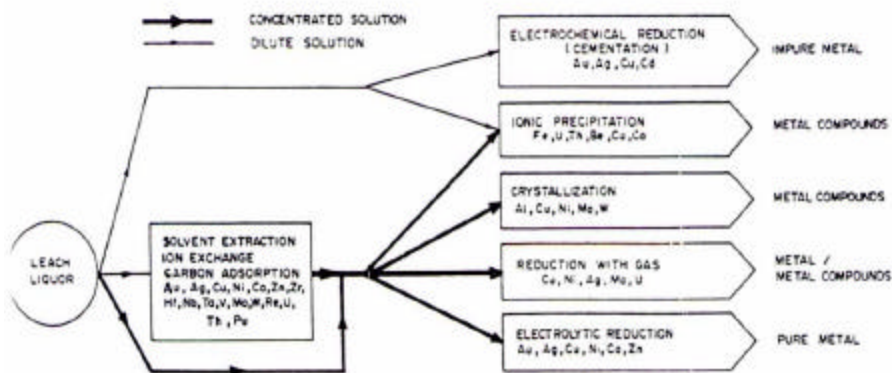 CONCENTRATED SOLUTION
DILUTE SOLUTION
ELECTROCHEMICAL REDUCTION
(CEMENTATION)
Au, Ag, Cu, Cd
IMPURE METAL
IONIC PRECIPITATION
Fe, U, Th, Be, Cu, Co
METAL COMPOUNDS
CRYSTALLIZATION
Al, Cu, Ni, Mo, W
METAL COMPOUNDS
LEACH
LIQUOR
SOLVENT EXTRACTION
ION EXCHANGE
CARBON ADSORPTION
Au, Ag, Cu, Ni, Co, Zn, Zr,
Hf, Nb, Ta, V, Mo, W, Re, U,
Th, Pu
REDUCTION WITH GAS
Cu, Ni, Ag, Mo, U
METAL /
METAL COMPOUNDS
ELECTROLYTIC REDUCTION
Au, Ag, Cu, Ni, Co, Zn
PURE METAL